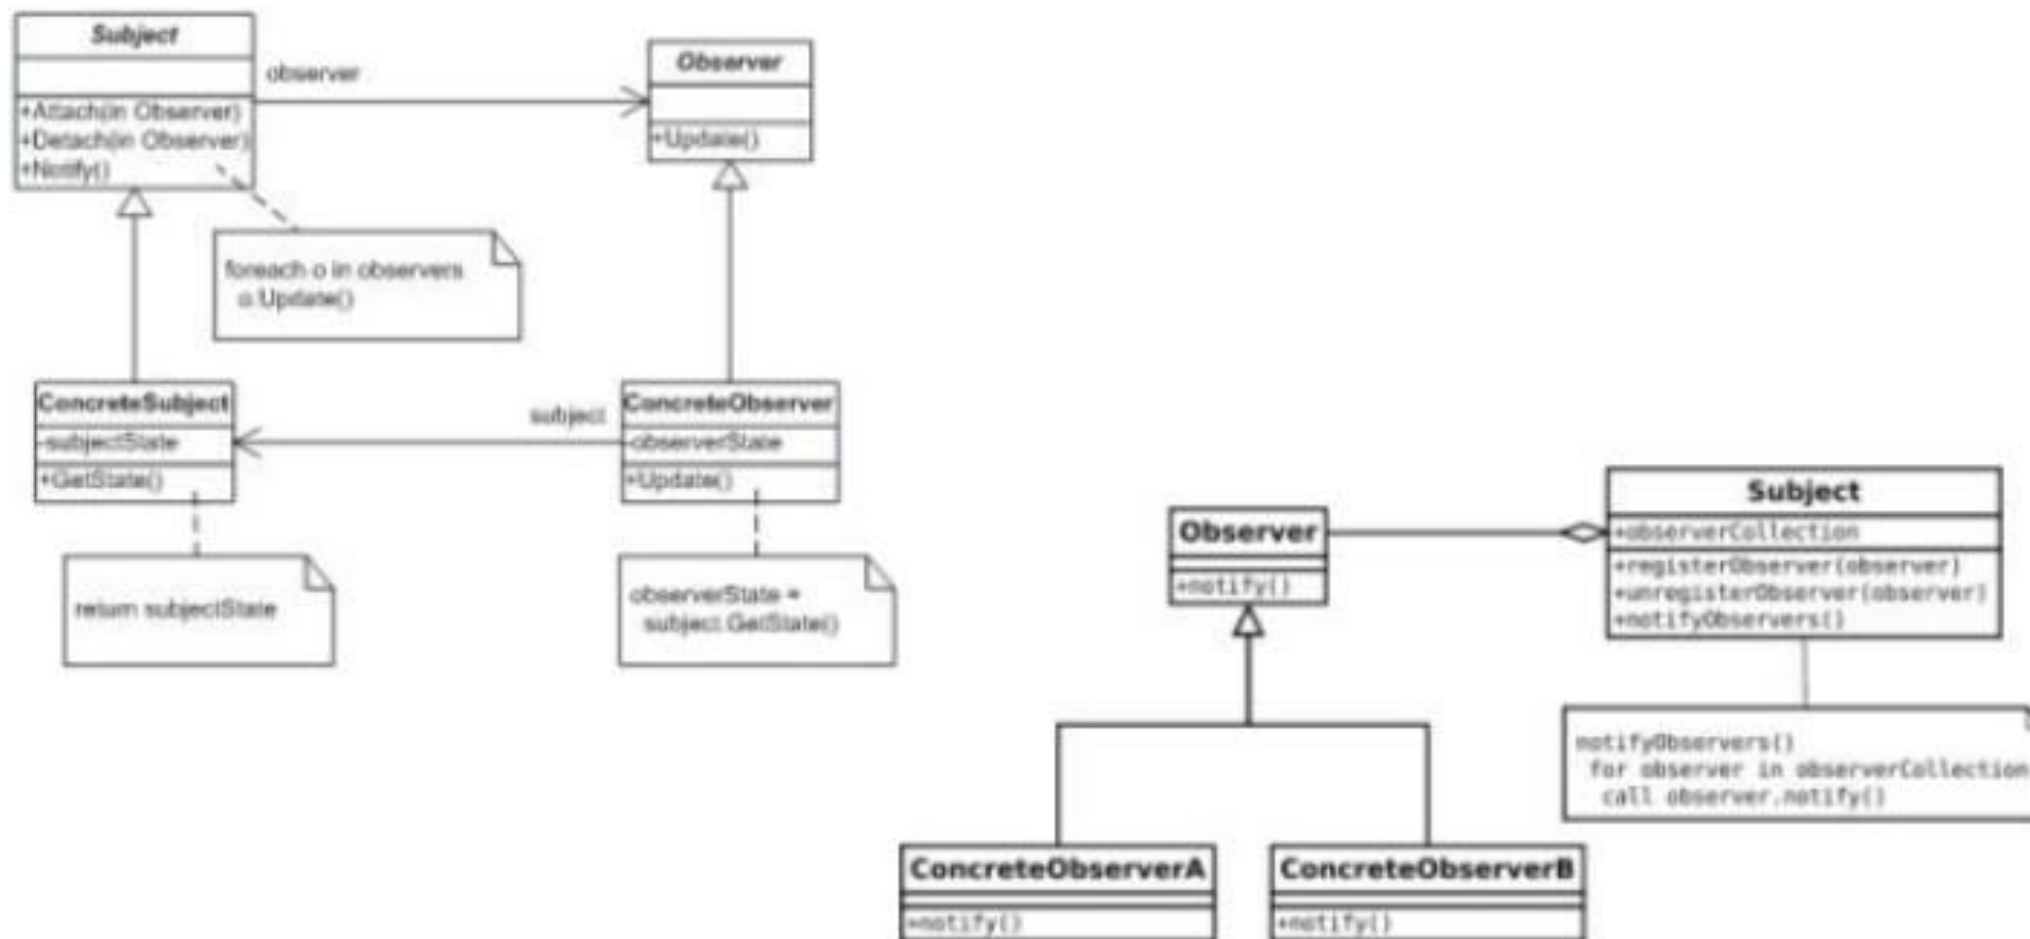 Subject
+Attach(in Observer)
+Detach(in Observer)
+Notify()
observer
Observer
+Update()
foreach o in observers
o.Update()
ConcreteSubject
-subjectState
+GetState()
subject
ConcreteObserver
-observerState
+Update()
return subjectState
observerState =
subject.GetState()
Observer
+notify()
Subject
+observerCollection
+registerObserver(observer)
+unregisterObserver(observer)
+notifyObservers()
notifyObservers()
for observer in observerCollection
call observer.notify()
ConcreteObserverA
+notify()
ConcreteObserverB
+notify()